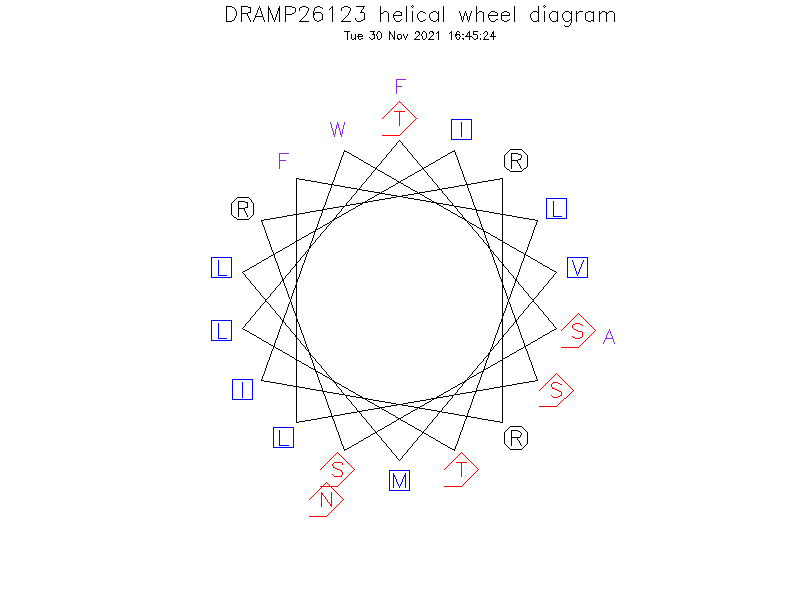 DRAMP26123 helical wheel diagram
Tue 30 Nov 2021 16:45:24
F
T
W
I
F
R
R
L
L
V
L
S A
I
S
L
R
S
T
M
N